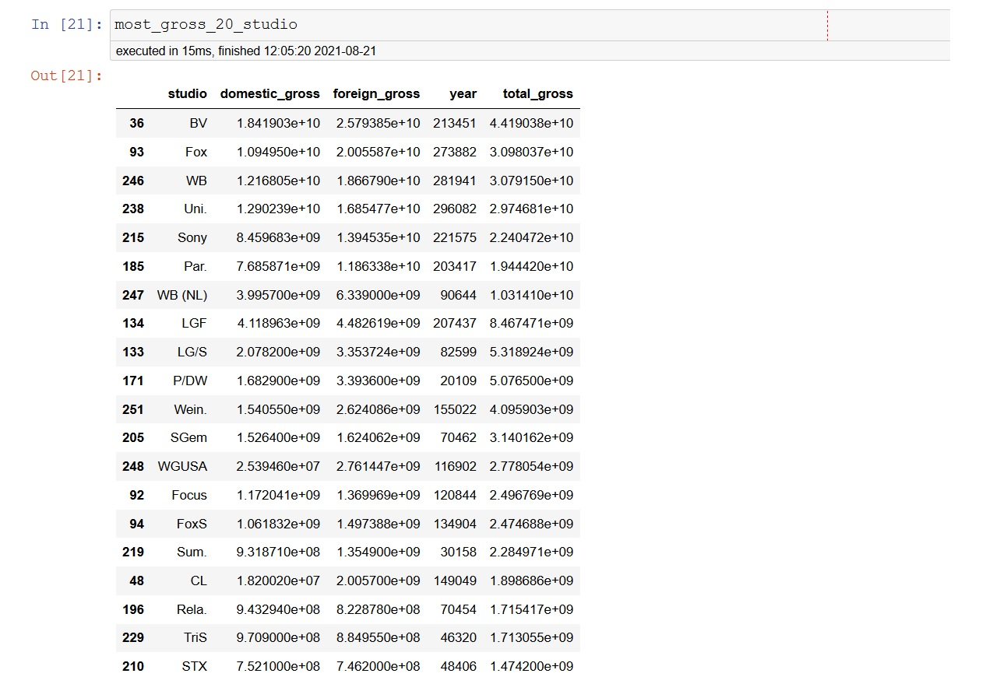 In [21]: most_gross_20_studio
executed in 15ms, finished 12:05:20 2021-08-21
Out[21]:
studio domestic_gross foreign_gross year total_gross
36 BV 1.841903e+10 2.579385e+10 213451 4.419038e+10
93 Fox 1.094950e+10 2.005587e+10 273882 3.098037e+10
246 WB 1.216805e+10 1.866790e+10 281941 3.079150e+10
238 Uni. 1.290239e+10 1.685477e+10 296082 2.974681e+10
215 Sony 8.459683e+09 1.394535e+10 221575 2.240472e+10
185 Par. 7.685871e+09 1.186338e+10 203417 1.944420e+10
247 WB (NL) 3.995700e+09 6.339000e+09 90644 1.031410e+10
134 LGF 4.118963e+09 4.482619e+09 207437 8.467471e+09
133 LG/S 2.078200e+09 3.353724e+09 82599 5.318924e+09
171 P/DW 1.682900e+09 3.393600e+09 20109 5.076500e+09
251 Wein. 1.540550e+09 2.624086e+09 155022 4.095903e+09
205 SGem 1.526400e+09 1.624062e+09 70462 3.140162e+09
248 WGUSA 2.539460e+07 2.761447e+09 116902 2.778054e+09
92 Focus 1.172041e+09 1.369969e+09 120844 2.496769e+09
94 FoxS 1.061832e+09 1.497388e+09 134904 2.474688e+09
219 Sum. 9.318710e+08 1.354900e+09 30158 2.284971e+09
48 CL 1.820020e+07 2.005700e+09 149049 1.898686e+09
196 Rela. 9.432940e+08 8.228780e+08 70454 1.715417e+09
229 TriS 9.709000e+08 8.849550e+08 46320 1.713055e+09
210 STX 7.521000e+08 7.462000e+08 48406 1.474200e+09